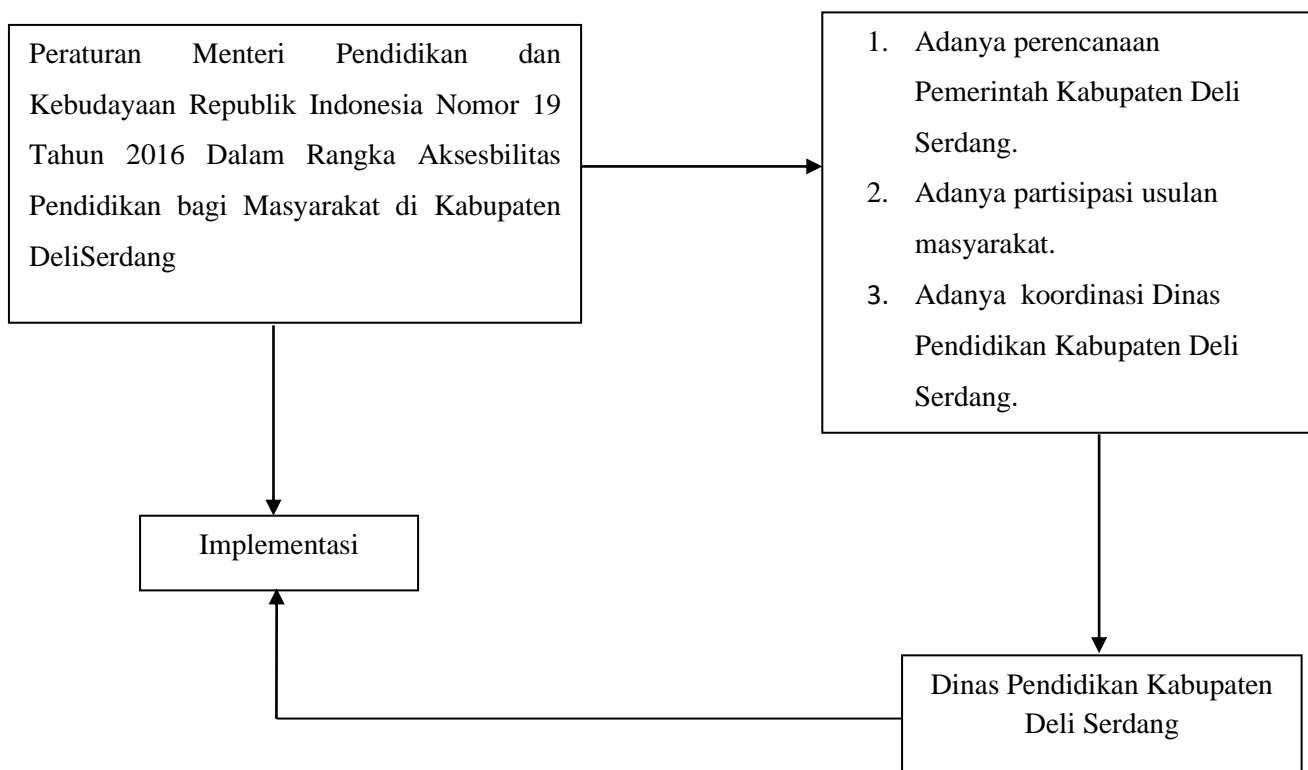 Peraturan Menteri Pendidikan dan
Kebudayaan Republik Indonesia Nomor 19
Tahun 2016 Dalam Rangka Aksesbilitas
Pendidikan bagi Masyarakat di Kabupaten
DeliSerdang
1. Adanya perencanaan
Pemerintah Kabupaten Deli
Serdang.
2. Adanya partisipasi usulan
masyarakat.
3. Adanya koordinasi Dinas
Pendidikan Kabupaten Deli
Serdang.
Implementasi
Dinas Pendidikan Kabupaten
Deli Serdang